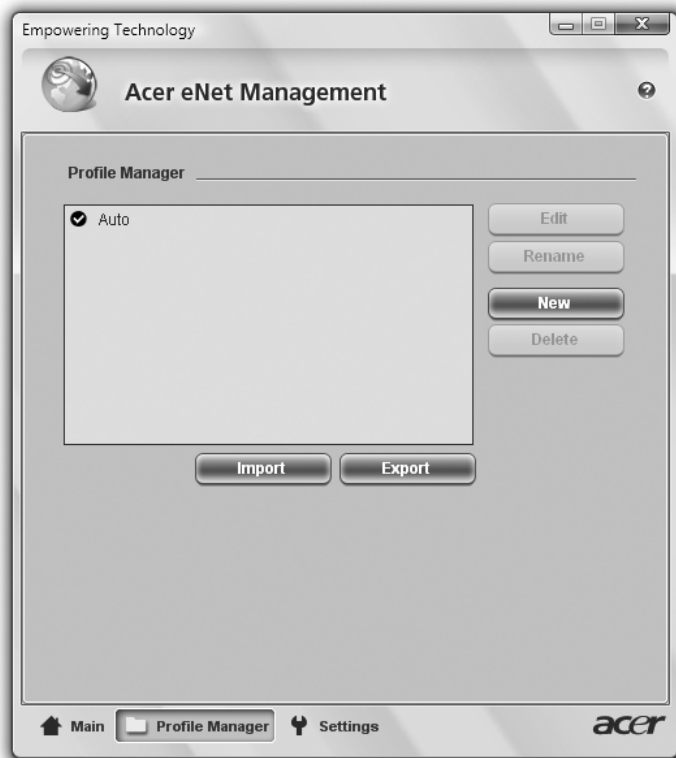 Empowering Technology
Acer eNet Management
?
Profile Manager
Auto
Edit
Rename
New
Delete
Import
Export
Main
Profile Manager
Settings
acer